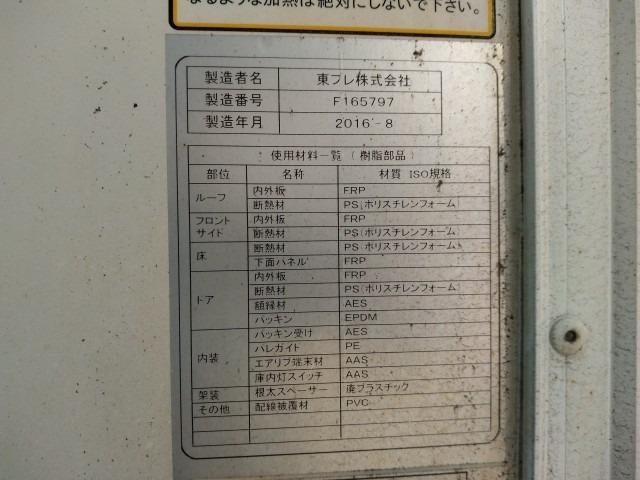 なるような加熱は絶対にしないで下さい。
製造者名 東プレ株式会社
製造番号 F165797
製造年月 2016-8
使用材料一覧(樹脂部品)
部位 名称 材質 ISO規格
ルーフ 内外板 FRP
断熱材 PS(ポリスチレンフォーム)
フロント サイド 内外板 FRP
断熱材 PS(ポリスチレンフォーム)
床 断熱材 PS(ポリスチレンフォーム)
下面パネル FRP
ドア 内外板 FRP
断熱材 PS(ポリスチレンフォーム)
額縁材 AES
パッキン EPDM
内装 パッキン受け AES
パレガイド PE
エアリブ端末材 AAS
庫内灯スイッチ AAS
架装 根太スペーサー 廃プラスチック
その他 配線被覆材 PVC